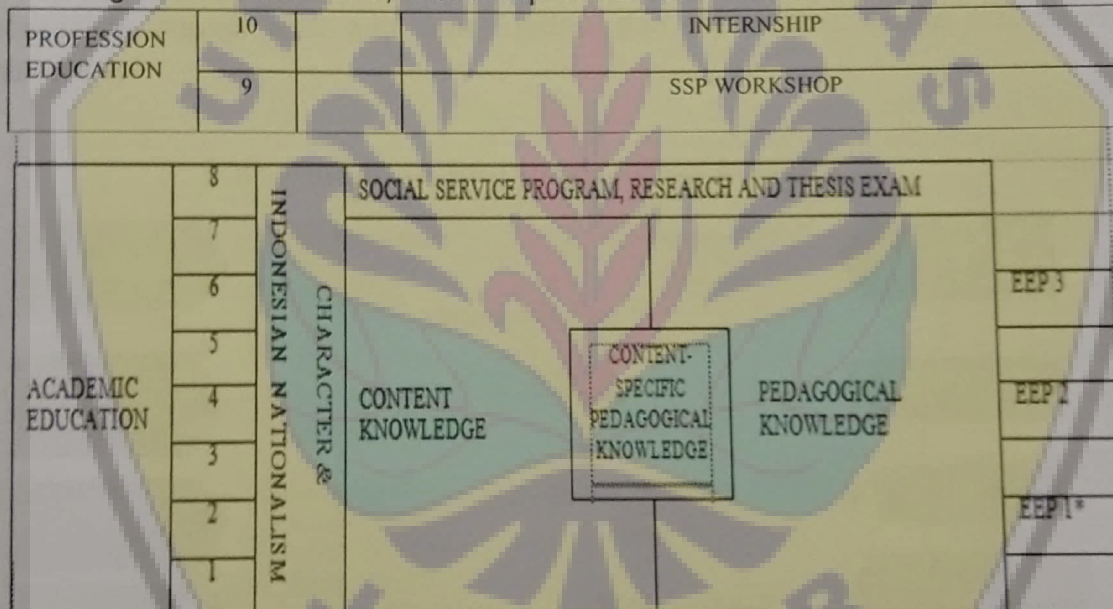 PROFESSION
EDUCATION
10
INTERNSHIP
9
SSP WORKSHOP
8
SOCIAL SERVICE PROGRAM, RESEARCH AND THESIS EXAM
7
6
EEP 3
5
4
EEP 2
3
2
EEP 1*
1
ACADEMIC
EDUCATION
INDONESIAN NATIONALISM
CHARACTER &
CONTENT
KNOWLEDGE
CONTENT-
SPECIFIC
PEDAGOGICAL
KNOWLEDGE
PEDAGOGICAL
KNOWLEDGE